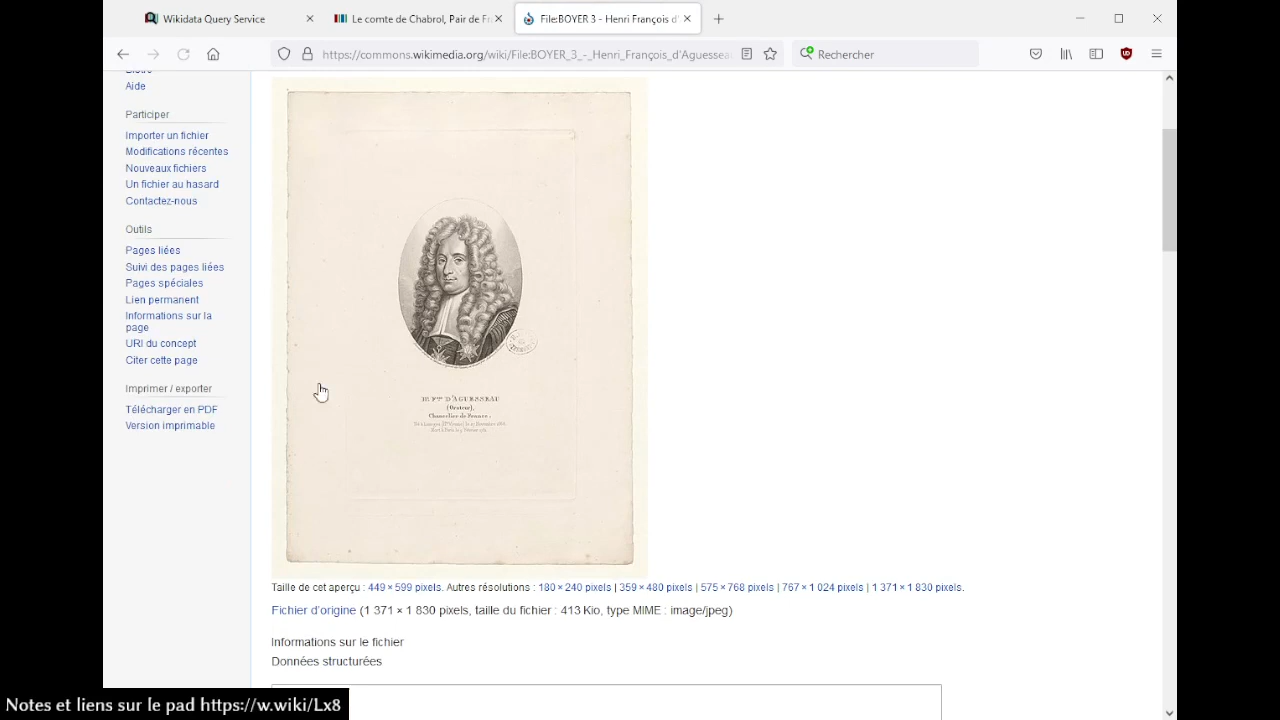 Wikidata Query Service
Le comte de Chabrol, Pair de Fr
File:BOYER 3 - Henri François d'
https://commons.wikimedia.org/wiki/File:BOYER_3_-_Henri_François_d'Aguesseau
Rechercher
Aide
Participer
Importer un fichier
Modifications récentes
Nouveaux fichiers
Un fichier au hasard
Contactez-nous
Outils
Pages liées
Suivi des pages liées
Pages spéciales
Lien permanent
Informations sur la
page
URI du concept
Citer cette page
Imprimer / exporter
Télécharger en PDF
Version imprimable
D'AGUESSEAU
(Orateur),
Chancelier de France.
Taille de cet aperçu : 449 × 599 pixels. Autres résolutions : 180 × 240 pixels | 359 × 480 pixels | 575 × 768 pixels | 767 × 1 024 pixels | 1 371 × 1 830 pixels.
Fichier d'origine (1 371 × 1 830 pixels, taille du fichier : 413 Kio, type MIME : image/jpeg)
Informations sur le fichier
Données structurées
Notes et liens sur le pad https://w.wiki/Lx8